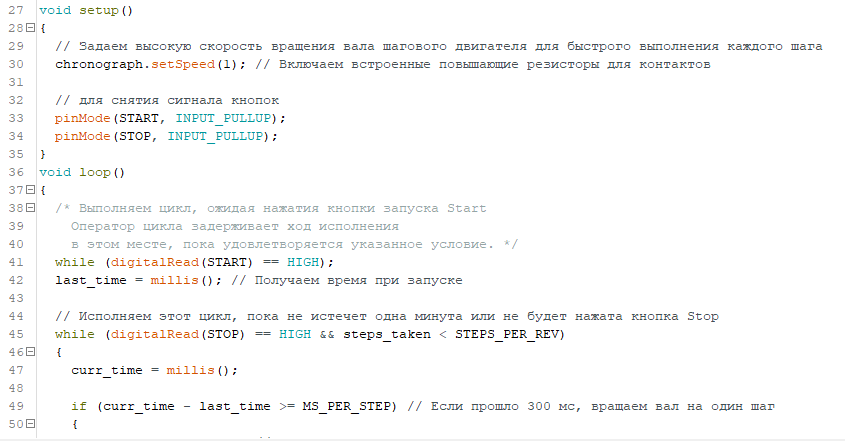 27 void setup()
28 {
29 // Задаем высокую скорость вращения вала шагового двигателя для быстрого выполнения каждого шага
30 chronograph.setSpeed(1); // Включаем встроенные повышающие резисторы для контактов
31
32 // для снятия сигнала кнопок
33 pinMode(START, INPUT_PULLUP);
34 pinMode(STOP, INPUT_PULLUP);
35 }
36 void loop()
37 {
38 /* Выполняем цикл, ожидая нажатия кнопки запуска Start
39 Оператор цикла задерживает ход исполнения
40 в этом месте, пока удовлетворяется указанное условие. */
41 while (digitalRead(START) == HIGH);
42 last_time = millis(); // Получаем время при запуске
43
44 // Исполняем этот цикл, пока не истечет одна минута или не будет нажата кнопка Stop
45 while (digitalRead(STOP) == HIGH && steps_taken < STEPS_PER_REV)
46 {
47 curr_time = millis();
48
49 if (curr_time - last_time >= MS_PER_STEP) // Если прошло 300 мс, вращаем вал на один шаг
50 {